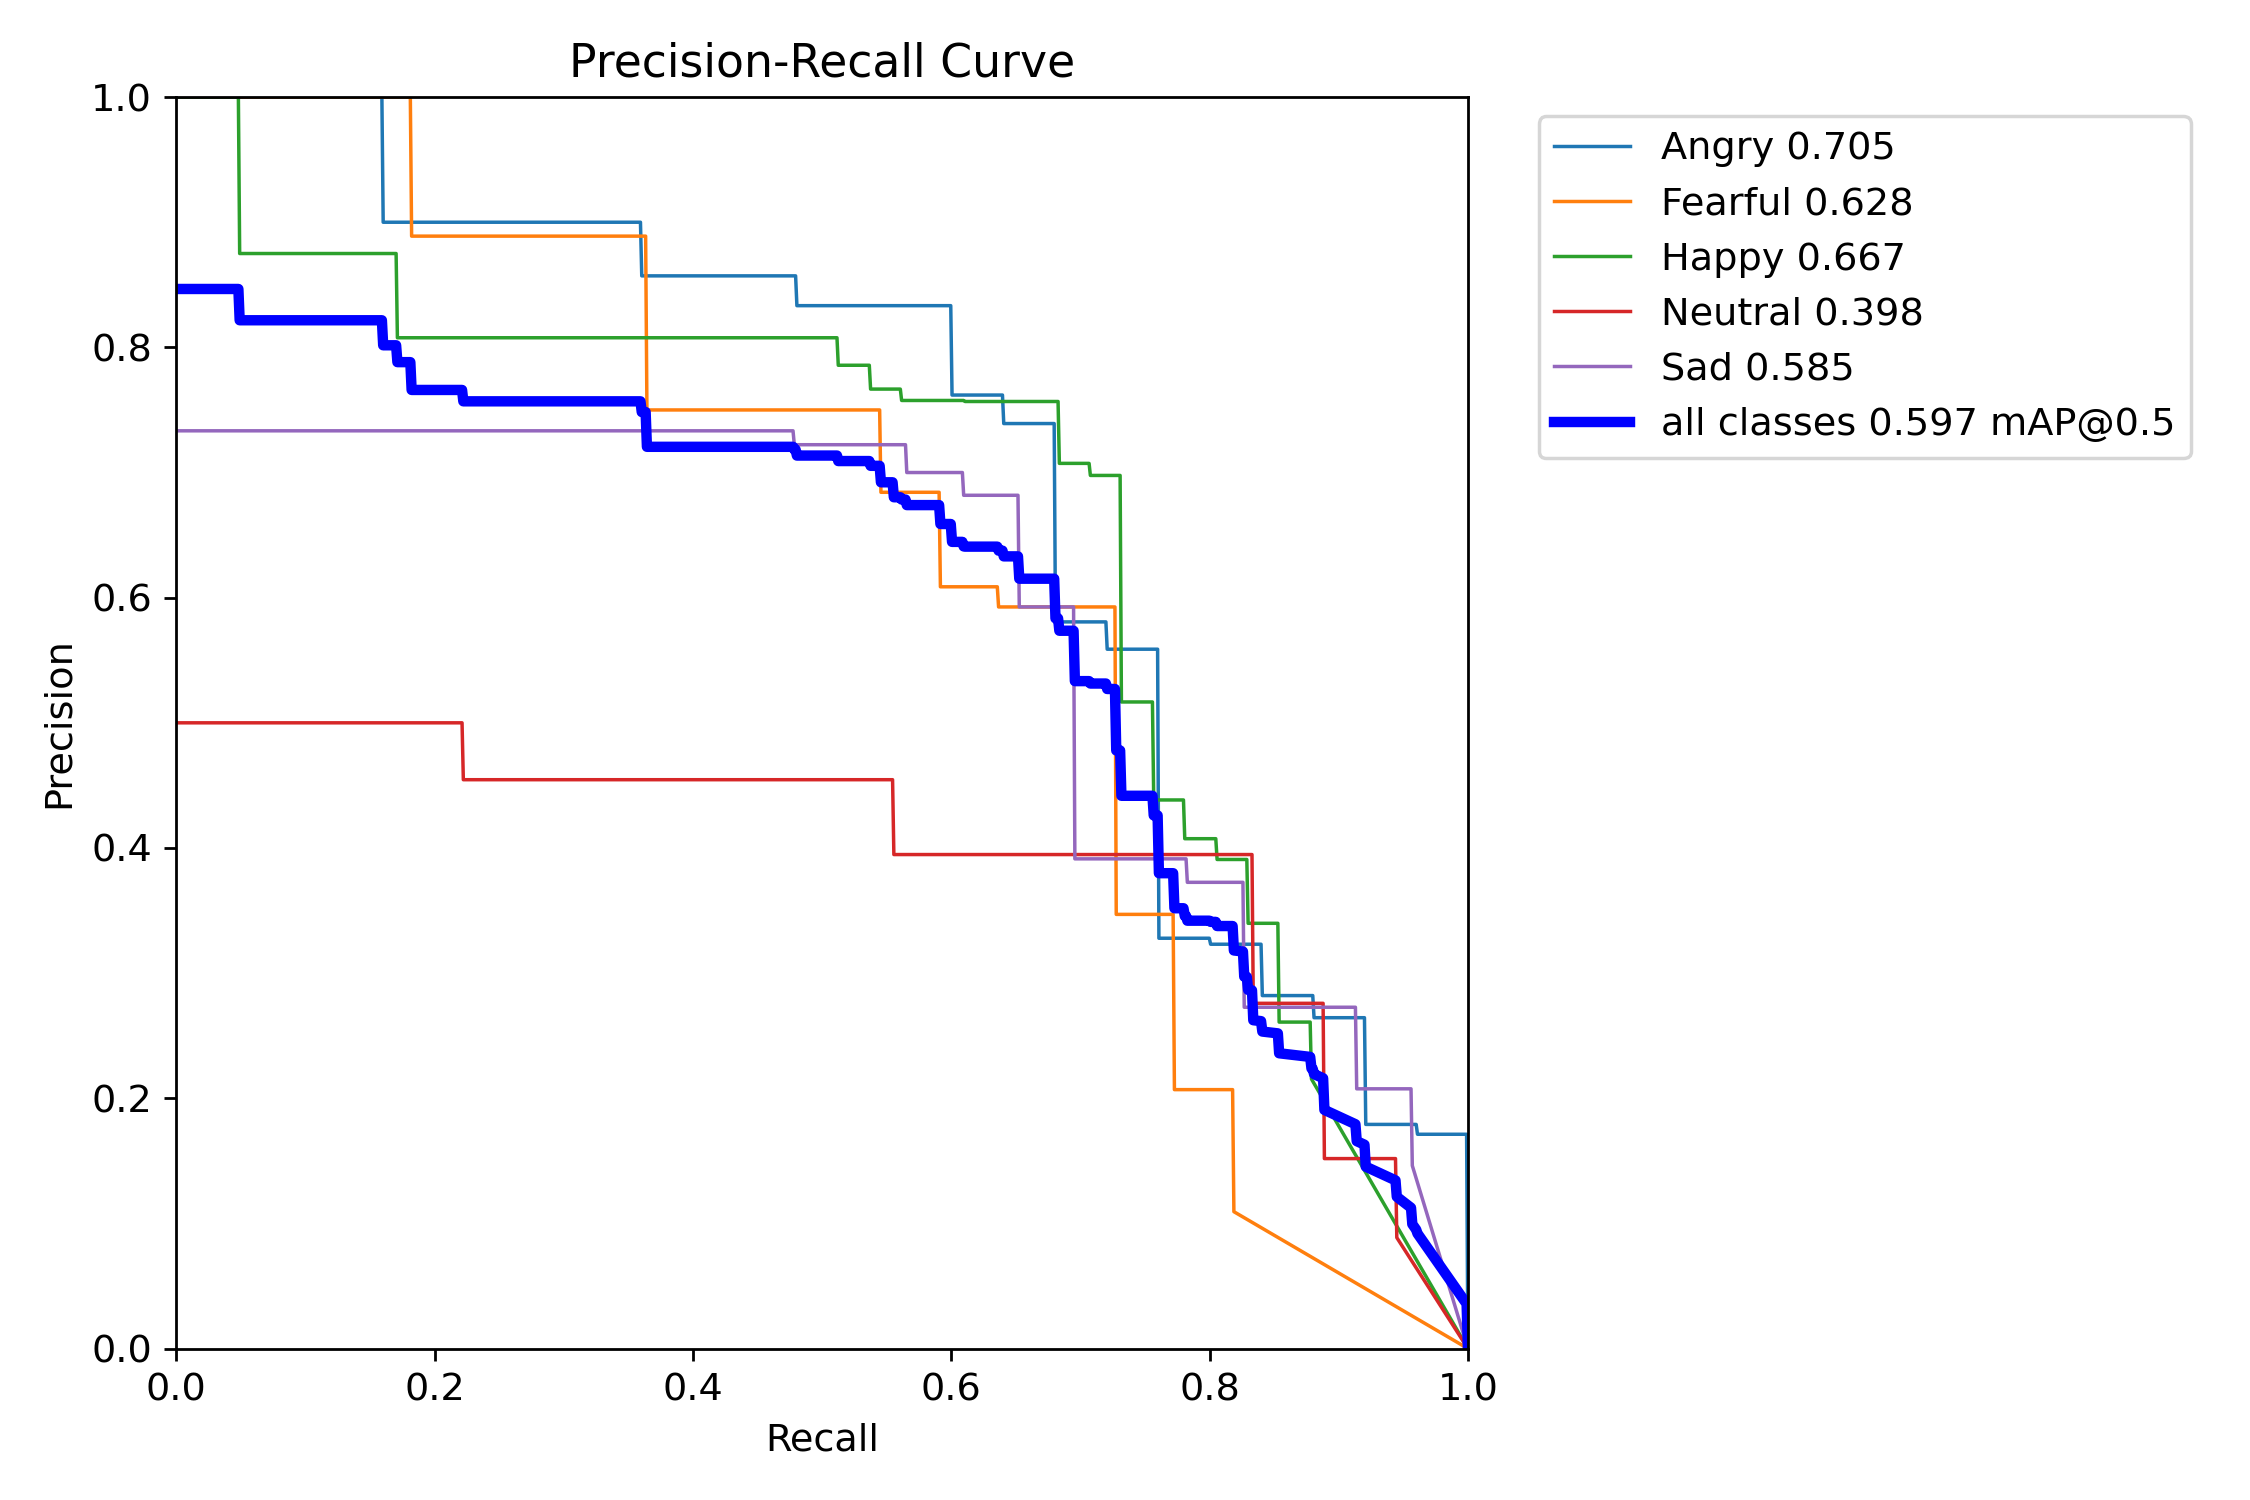 Precision-Recall Curve
1.0
0.8
0.6
0.4
0.2
0.0
Precision
0.0 0.2 0.4 0.6 0.8 1.0
Recall
Angry 0.705
Fearful 0.628
Happy 0.667
Neutral 0.398
Sad 0.585
all classes 0.597 mAP@0.5